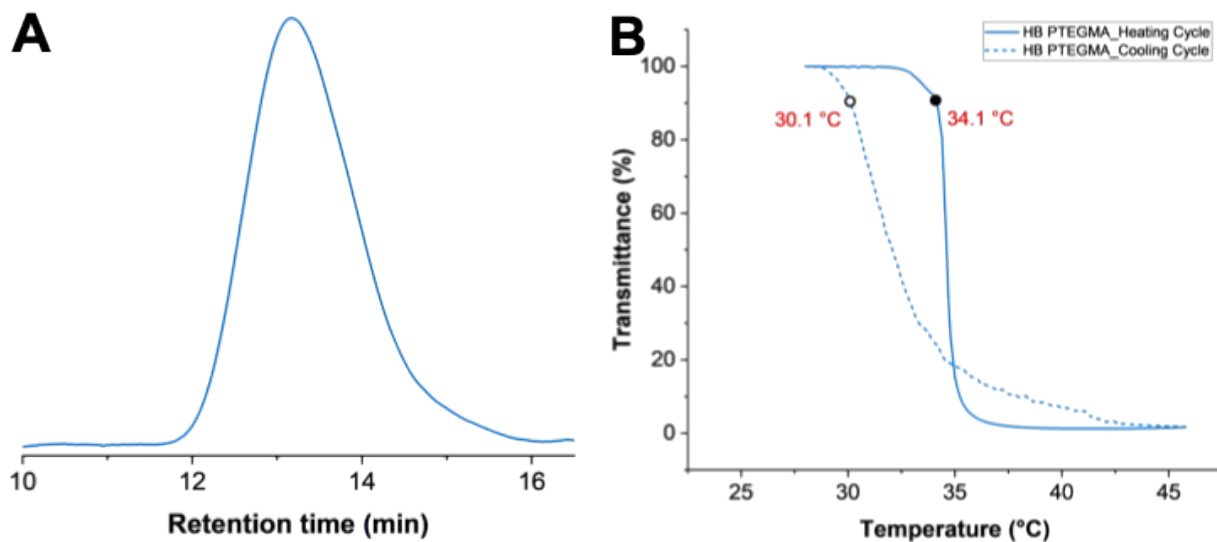 A
10
12
14
16
Retention time (min)
B
HB PTEGMA_Heating Cycle
HB PTEGMA_Cooling Cycle
100
80
60
40
20
0
Transmittance (%)
30.1 °C
34.1 °C
25
30
35
40
45
Temperature (°C)